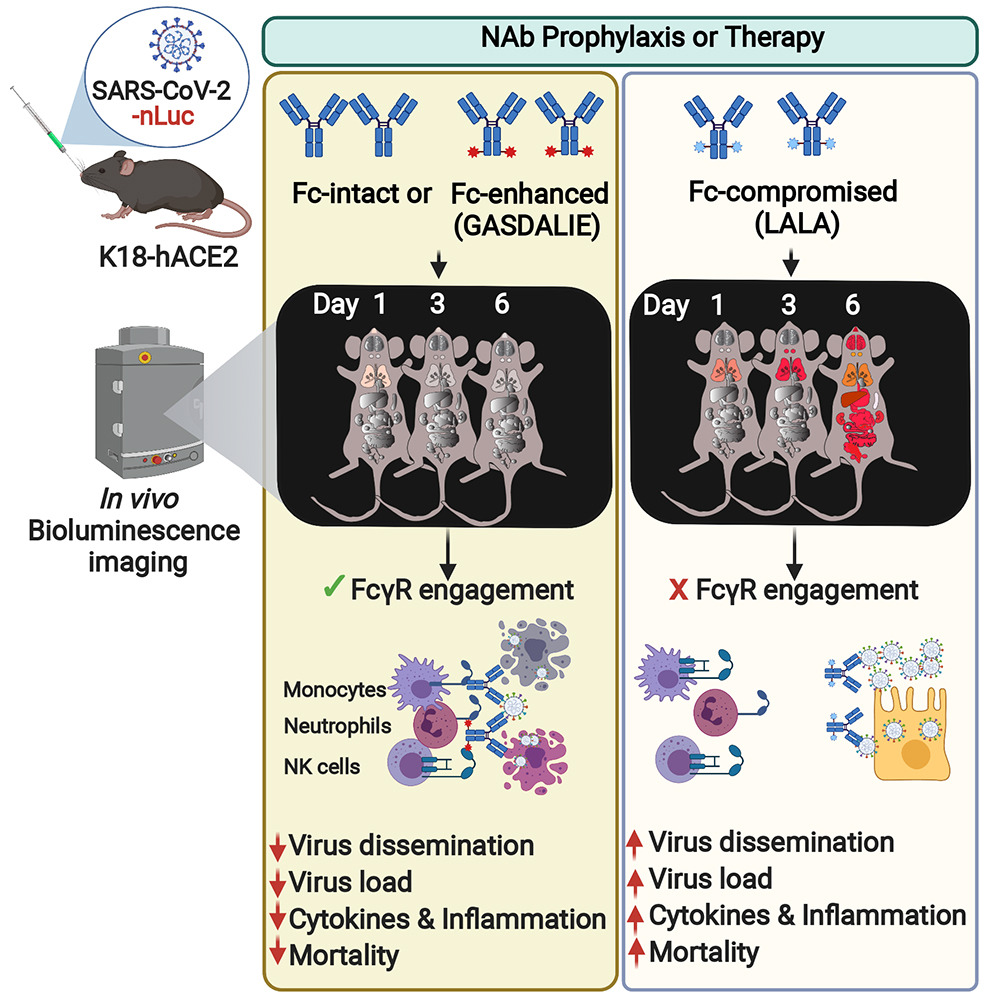 SARS-CoV-2
-nLuc
K18-hACE2
In vivo
Bioluminescence
imaging
NAb Prophylaxis or Therapy
Fc-intact or
Fc-enhanced
(GASDALIE)
Day 1 3 6
✓ FcγR engagement
Monocytes
Neutrophils
NK cells
↓ Virus dissemination
↓ Virus load
↓ Cytokines & Inflammation
↓ Mortality
Fc-compromised
(LALA)
Day 1 3 6
X FcγR engagement
↑ Virus dissemination
↑ Virus load
↑ Cytokines & Inflammation
↑ Mortality